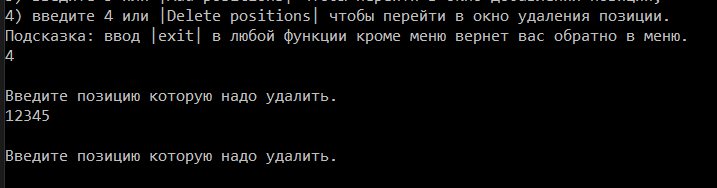 4) введите 4 или |Delete positions| чтобы перейти в окно удаления позиции.
Подсказка: ввод |exit| в любой функции кроме меню вернет вас обратно в меню.
4
Введите позицию которую надо удалить.
12345
Введите позицию которую надо удалить.